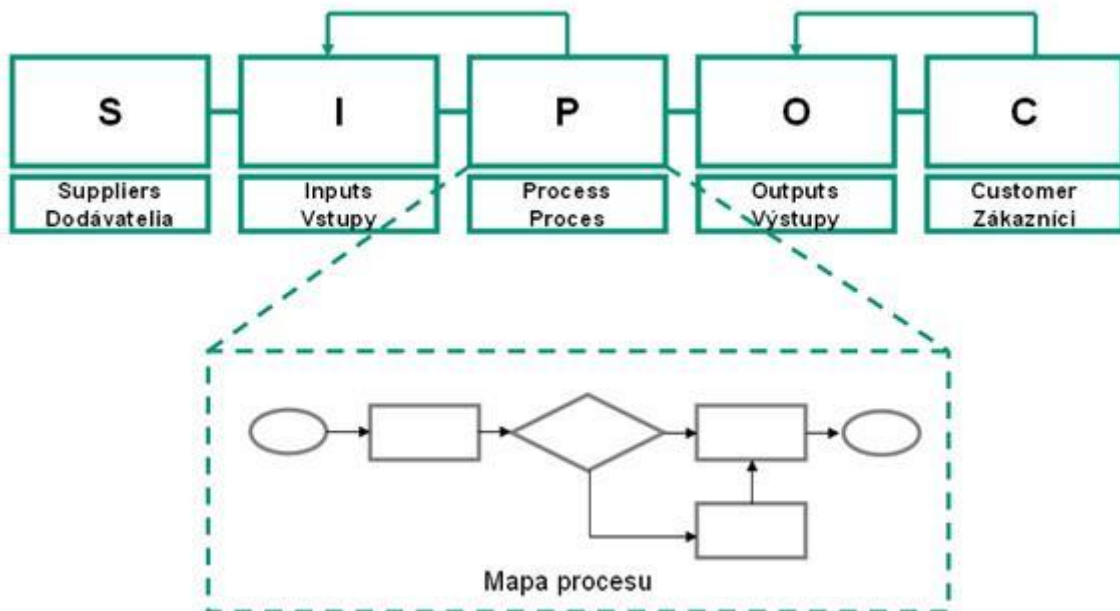 S
I
P
O
C
Suppliers
Dodávatelia
Inputs
Vstupy
Process
Proces
Outputs
Výstupy
Customer
Zákazníci
Mapa procesu